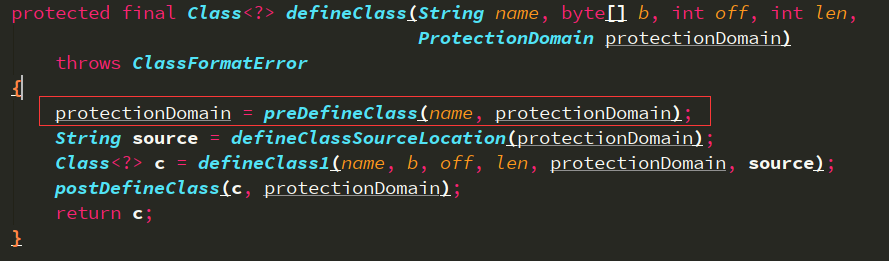 protected final Class<?> defineClass(String name, byte[] b, int off, int len,
ProtectionDomain protectionDomain)
throws ClassFormatError
{
protectionDomain = preDefineClass(name, protectionDomain);
String source = defineClassSourceLocation(protectionDomain);
Class<?> c = defineClass1(name, b, off, len, protectionDomain, source);
postDefineClass(c, protectionDomain);
return c;
}